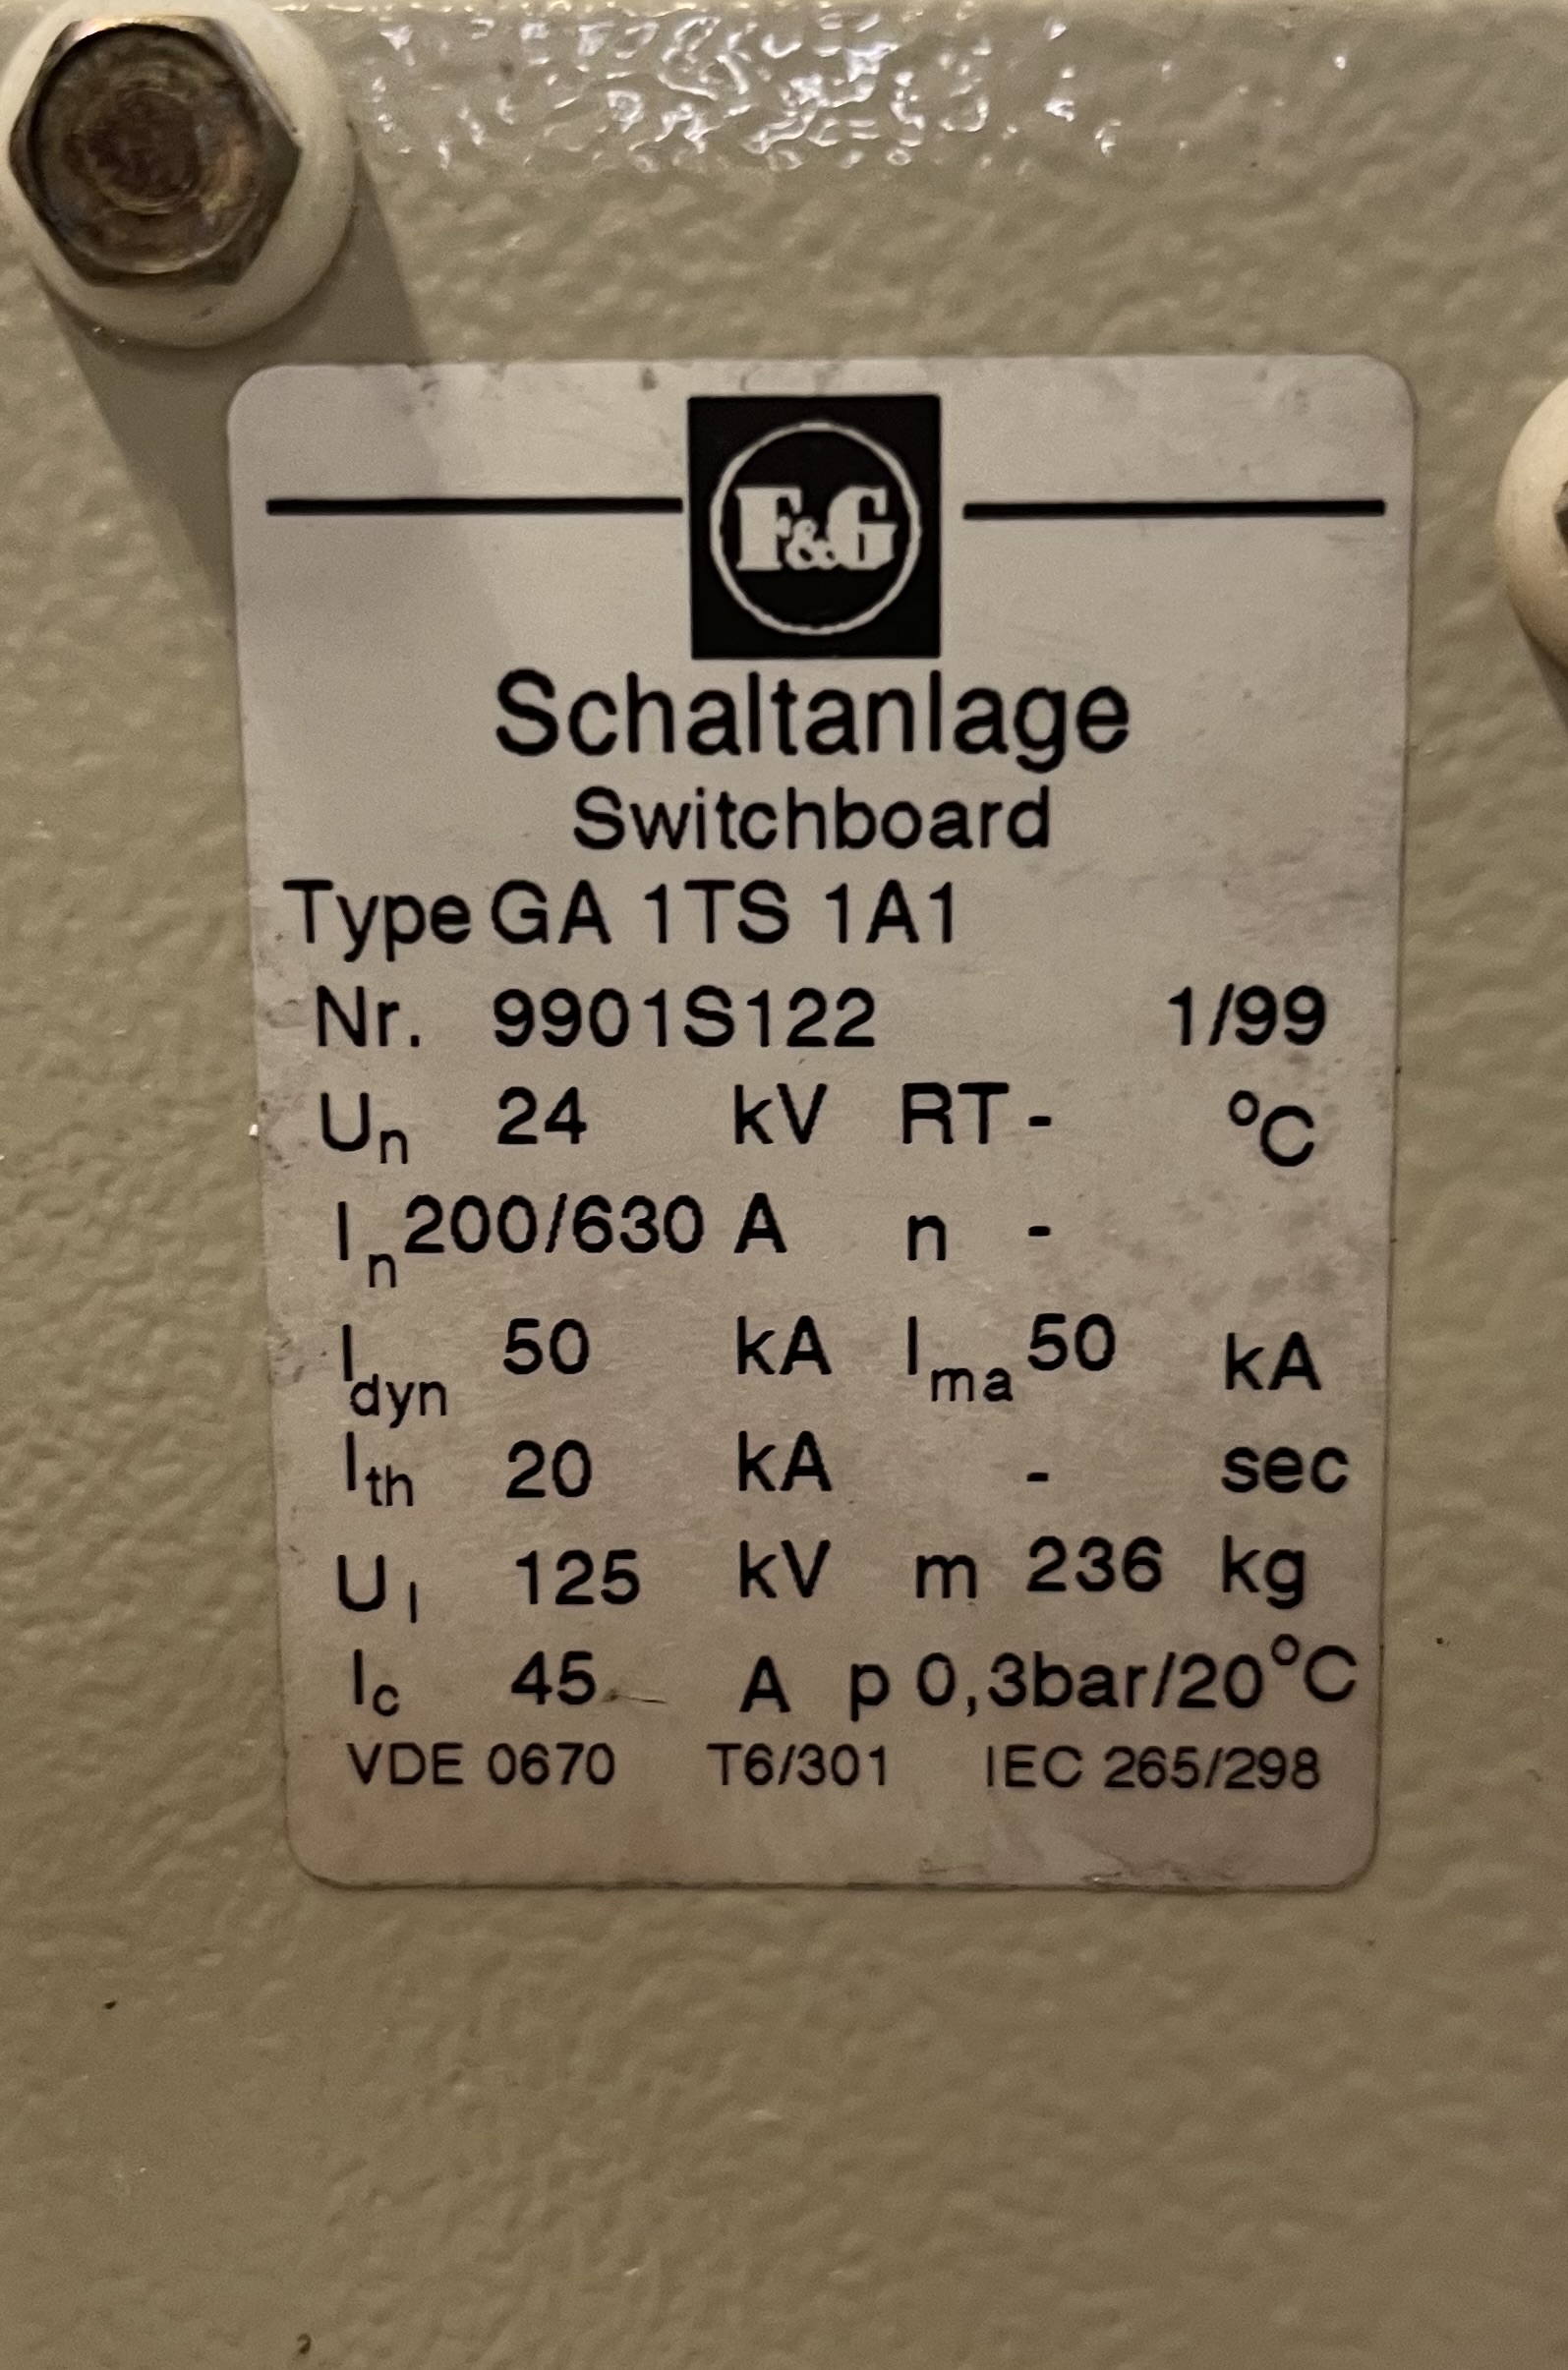 F&G
Schaltanlage
Switchboard
Type GA 1TS 1A1
Nr. 9901S122 1/99
Un 24 kV RT - °C
In 200/630 A n -
Idyn 50 kA Ima 50 kA
Ith 20 kA - sec
UI 125 kV m 236 kg
Ic 45 A p 0,3bar/20°C
VDE 0670 T6/301 IEC 265/298